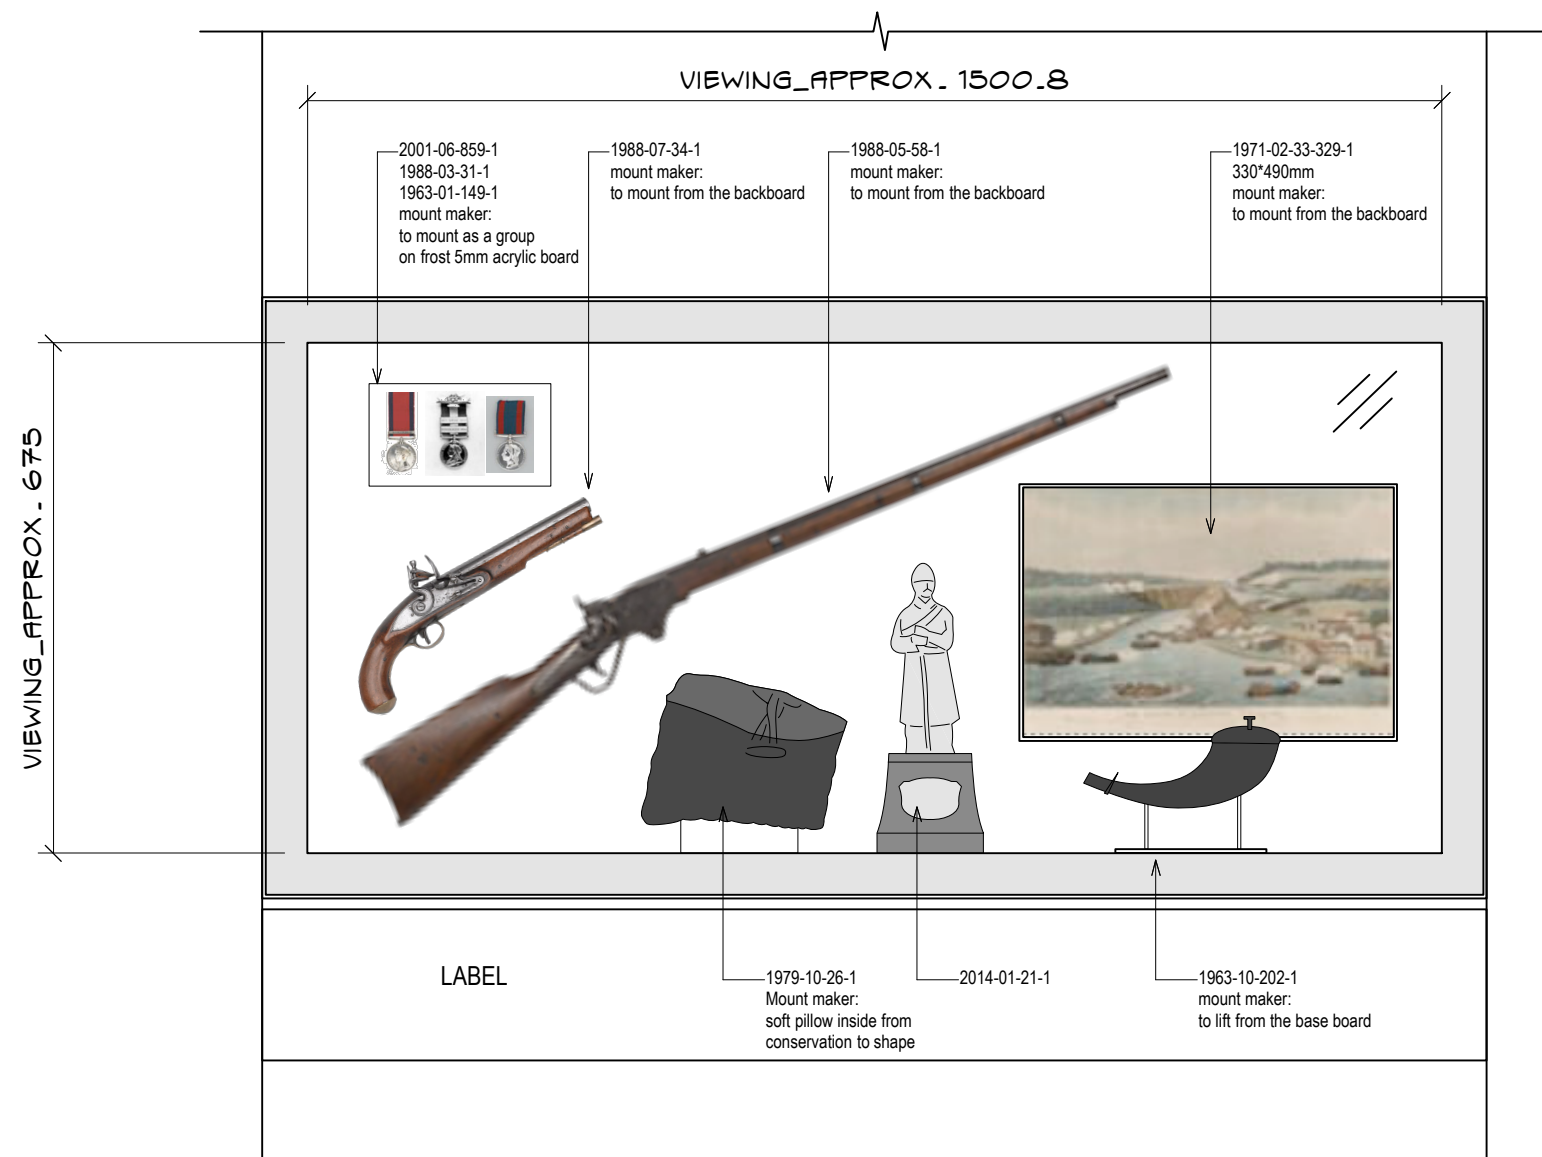 VIEWING_APPROX_ 1500_8
2001-06-859-1
1988-03-31-1
1963-01-149-1
mount maker:
to mount as a group
on frost 5mm acrylic board
1988-07-34-1
mount maker:
to mount from the backboard
1988-05-58-1
mount maker:
to mount from the backboard
1971-02-33-329-1
330*490mm
mount maker:
to mount from the backboard
VIEWING_APPROX_ 675
LABEL
1979-10-26-1
Mount maker:
soft pillow inside from
conservation to shape
2014-01-21-1
1963-10-202-1
mount maker:
to lift from the base board